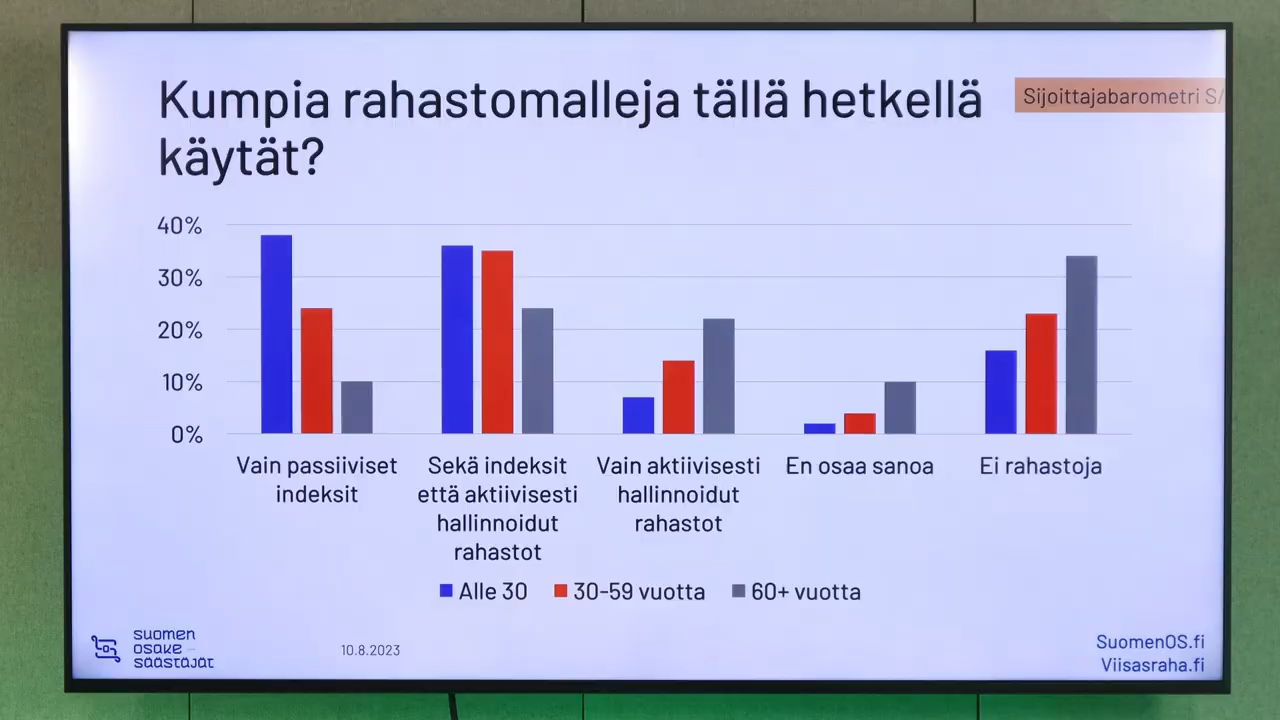 Kumpia rahastomalleja tällä hetkellä
käytät?
Sijoittajabarometri S/
40%
30%
20%
10%
0%
Vain passiiviset
indeksit
Sekä indeksit
että aktiivisesti
hallinnoidut
rahastot
Vain aktiivisesti
hallinnoidut
rahastot
En osaa sanoa
Ei rahastoja
Alle 30
30-59 vuotta
60+ vuotta
suomen
osake
säästäjät
10.8.2023
SuomenOS.fi
Viisasraha.fi